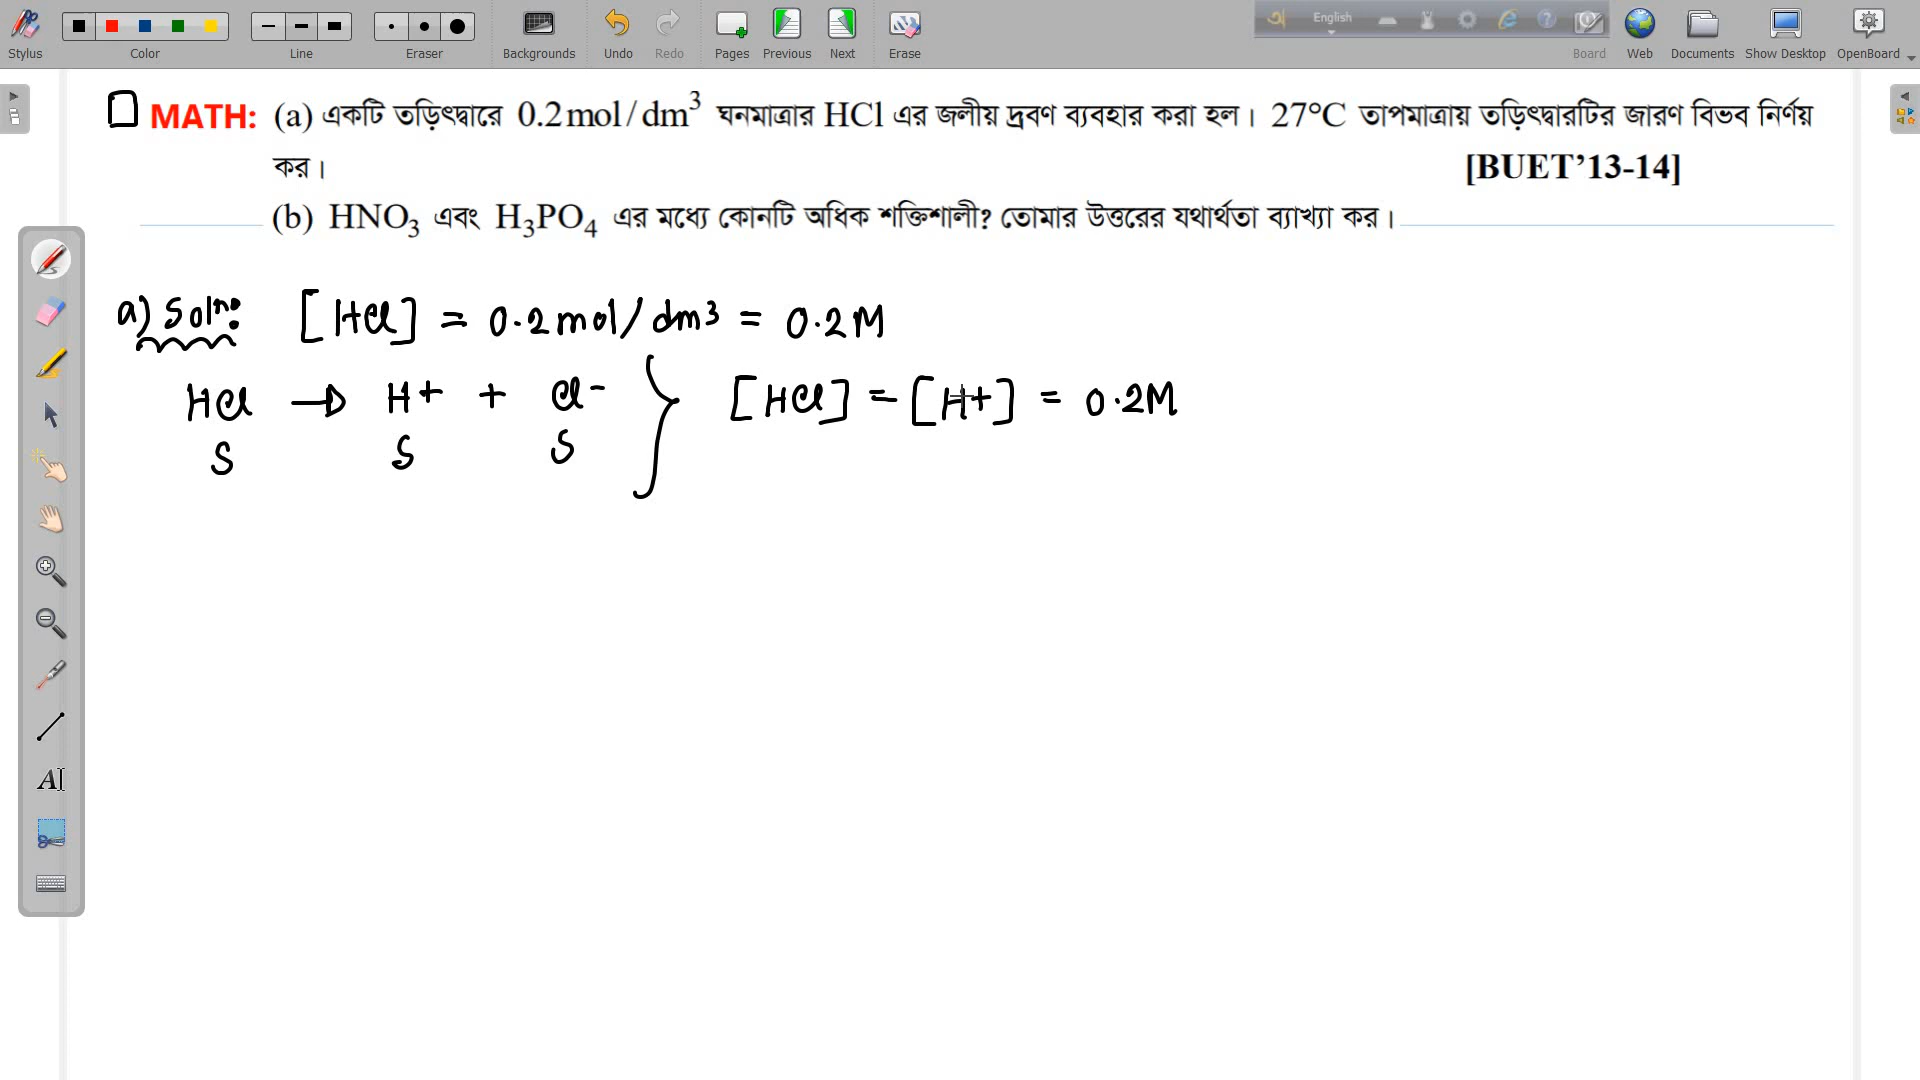 Stylus Color Line Eraser Backgrounds Undo Redo Pages Previous Next Erase English Board Web Documents Show Desktop OpenBoard
MATH: (a) একটি তড়িৎদ্বারে 0.2 mol/dm³ ঘনমাত্রার HCl এর জলীয় দ্রবণ ব্যবহার করা হল। 27°C তাপমাত্রায় তড়িৎদ্বারটির জারণ বিভব নির্ণয়
কর। [BUET’13-14]
(b) HNO₃ এবং H₃PO₄ এর মধ্যে কোনটি অধিক শক্তিশালী? তোমার উত্তরের যথার্থতা ব্যাখ্যা কর।
a) Solⁿ: [HCl] = 0.2 mol/dm³ = 0.2M
HCl → H+ + Cl- } [HCl] = [H+] = 0.2M
S S S